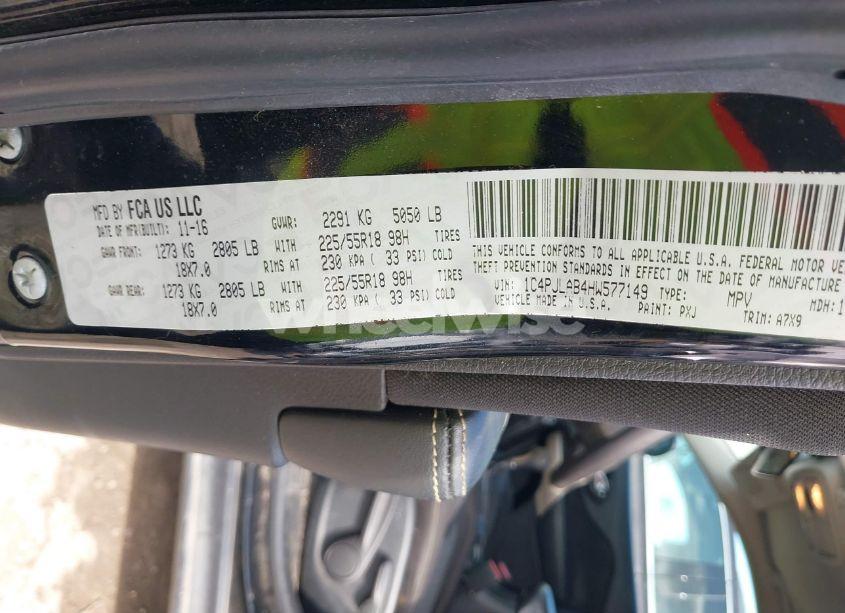 MFD BY FCA US LLC
DATE OF MFR(BUILT): 11-16 GVWR: 2291 KG 5050 LB
GAWR FRONT: 1273 KG 2805 LB WITH 225/55R18 98H TIRES
18X7.0 RIMS AT 230 KPA ( 33 PSI) COLD
GAWR REAR: 1273 KG 2805 LB WITH 225/55R18 98H TIRES
18X7.0 RIMS AT 230 KPA ( 33 PSI) COLD
THIS VEHICLE CONFORMS TO ALL APPLICABLE U.S.A. FEDERAL MOTOR
THEFT PREVENTION STANDARDS IN EFFECT ON THE DATE OF MANUFACTURE
VIN: 1C4PJLAB4HW577149 TYPE: MPV MDH:
VEHICLE MADE IN U.S.A. PAINT: PXJ TRIM: A7X9
wheelwise